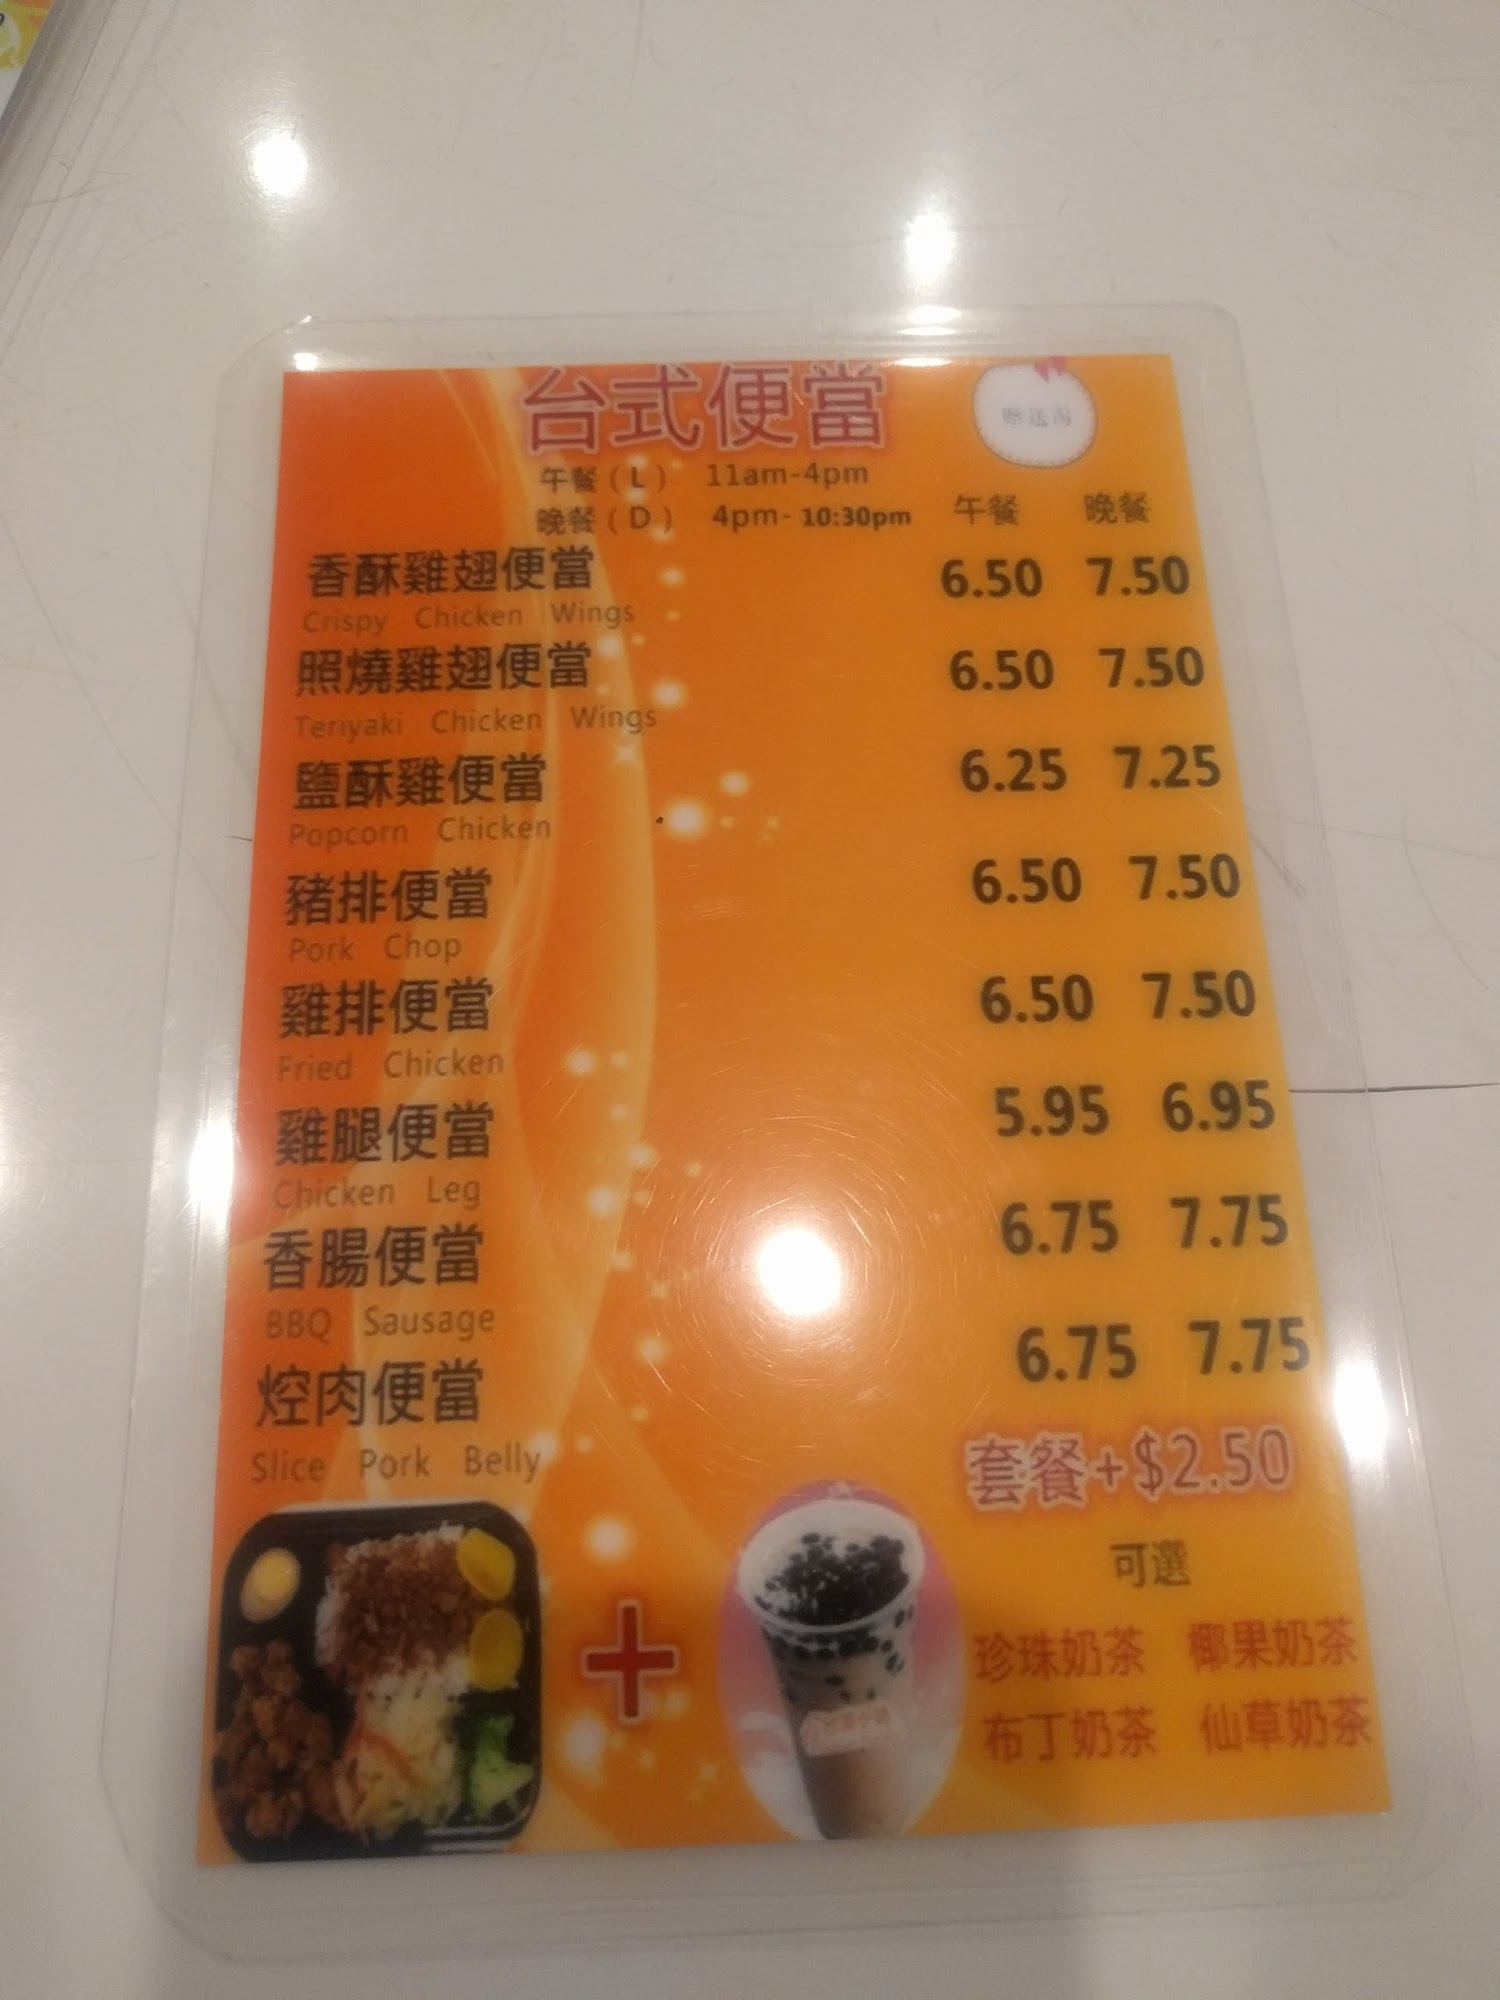 台式便當
贈送湯
午餐（L） 11am-4pm
晚餐（D） 4pm- 10:30pm
午餐 晚餐
香酥雞翅便當 6.50 7.50
Crispy Chicken Wings
照燒雞翅便當 6.50 7.50
Teriyaki Chicken Wings
鹽酥雞便當 6.25 7.25
Popcorn Chicken
豬排便當 6.50 7.50
Pork Chop
雞排便當 6.50 7.50
Fried Chicken
雞腿便當 5.95 6.95
Chicken Leg
香腸便當 6.75 7.75
BBQ Sausage
焢肉便當 6.75 7.75
Slice Pork Belly
套餐+$2.50
可選
珍珠奶茶 椰果奶茶
布丁奶茶 仙草奶茶
+